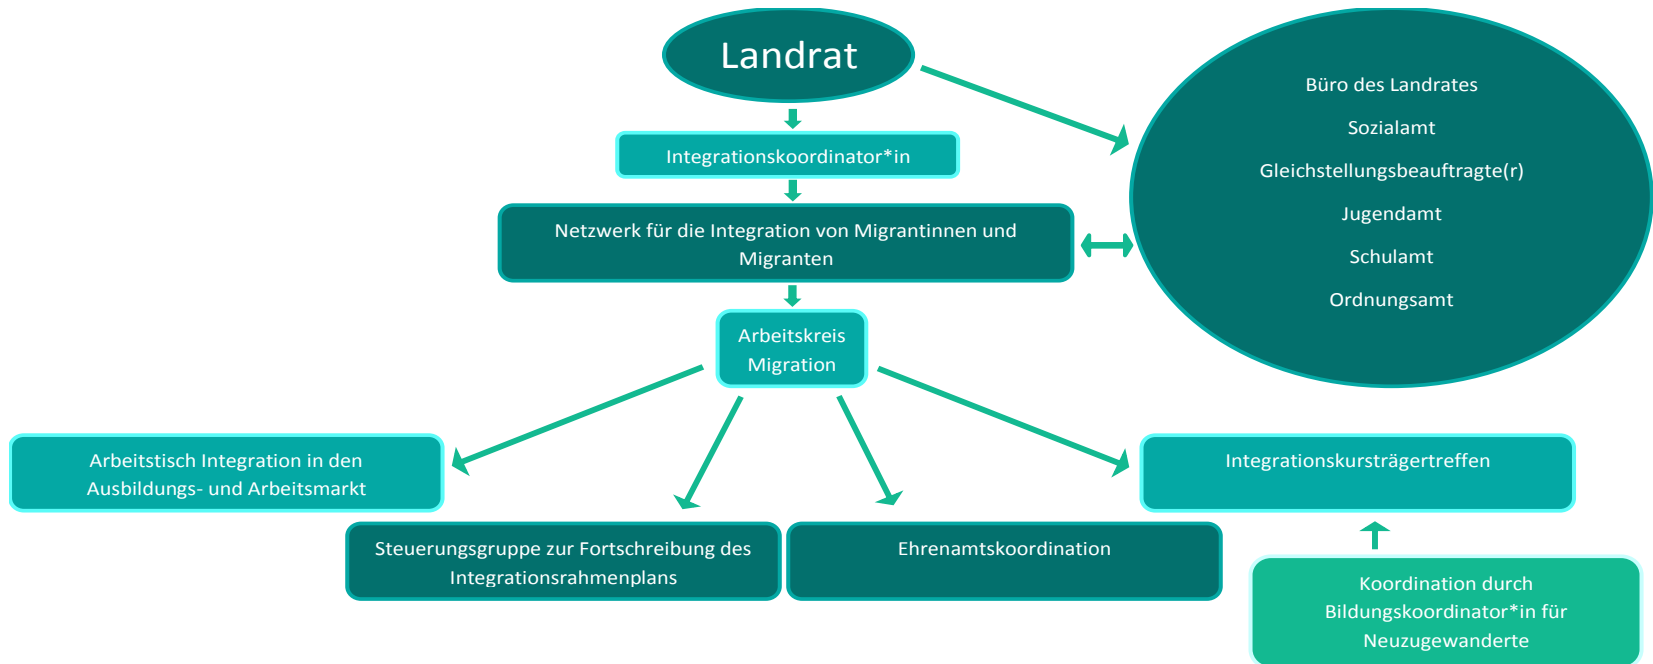 Landrat
Integrationskoordinator*in
Netzwerk für die Integration von Migrantinnen und
Migranten
Büro des Landrates
Sozialamt
Gleichstellungsbeauftragte(r)
Jugendamt
Schulamt
Ordnungsamt
Arbeitskreis
Migration
Arbeitstisch Integration in den
Ausbildungs- und Arbeitsmarkt
Steuerungsgruppe zur Fortschreibung des
Integrationsrahmenplans
Ehrenamtskoordination
Integrationskursträgertreffen
Koordination durch
Bildungskoordinator*in für
Neuzugewanderte